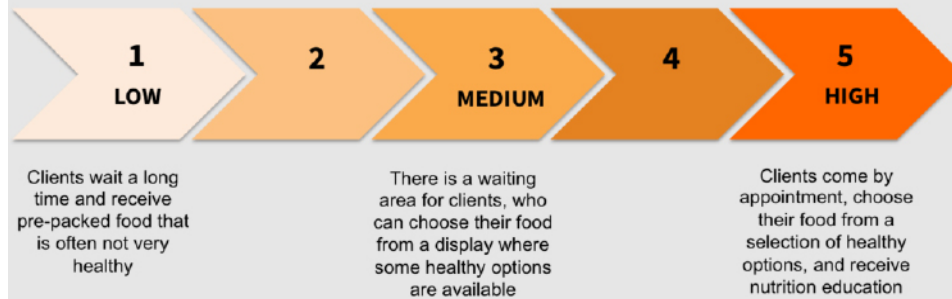 1
LOW
2
3
MEDIUM
4
5
HIGH
Clients wait a long
time and receive
pre-packed food that
is often not very
healthy
There is a waiting
area for clients, who
can choose their food
from a display where
some healthy options
are available
Clients come by
appointment, choose
their food from a
selection of healthy
options, and receive
nutrition education